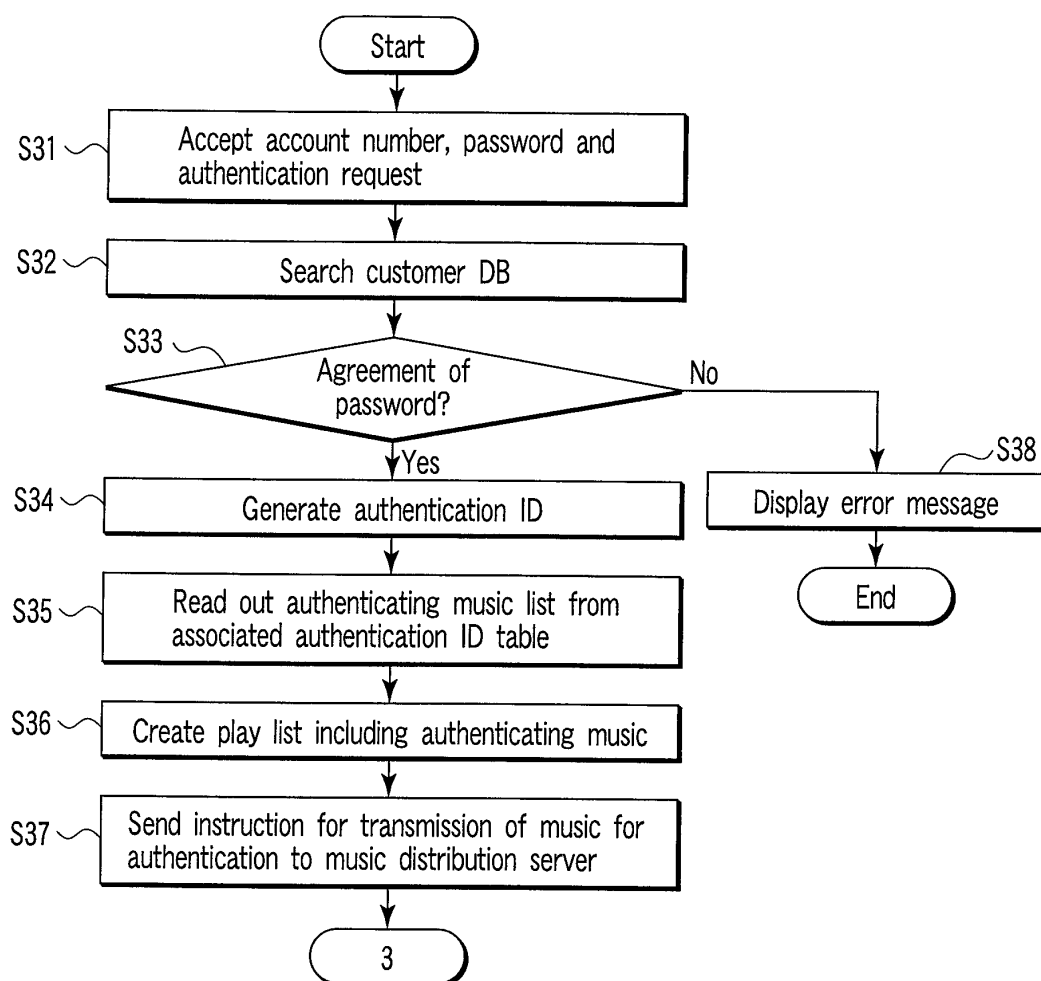 Start
S31
Accept account number, password and
authentication request
S32
Search customer DB
S33
Agreement of
password?
No
Yes
S38
Display error message
End
S34
Generate authentication ID
S35
Read out authenticating music list from
associated authentication ID table
S36
Create play list including authenticating music
S37
Send instruction for transmission of music for
authentication to music distribution server
3